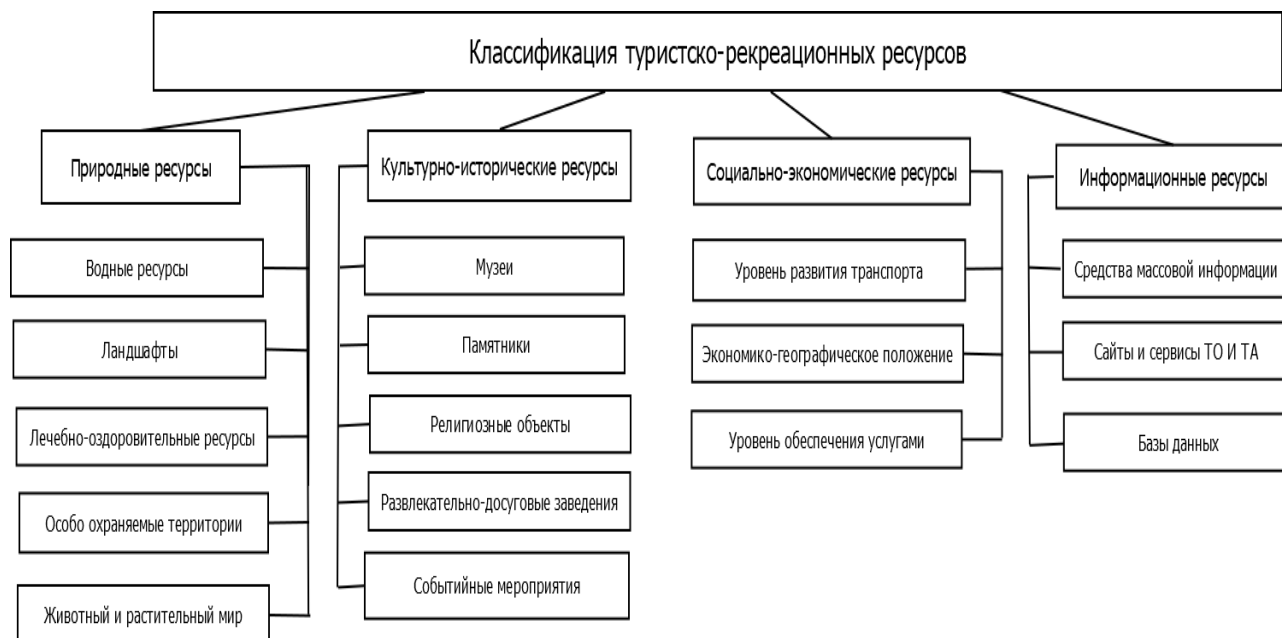 Классификация туристско-рекреационных ресурсов
Природные ресурсы
Водные ресурсы
Ландшафты
Лечебно-оздоровительные ресурсы
Особо охраняемые территории
Животный и растительный мир
Культурно-исторические ресурсы
Музеи
Памятники
Религиозные объекты
Развлекательно-досуговые заведения
Событийные мероприятия
Социально-экономические ресурсы
Уровень развития транспорта
Экономико-географическое положение
Уровень обеспечения услугами
Информационные ресурсы
Средства массовой информации
Сайты и сервисы ТО И ТА
Базы данных